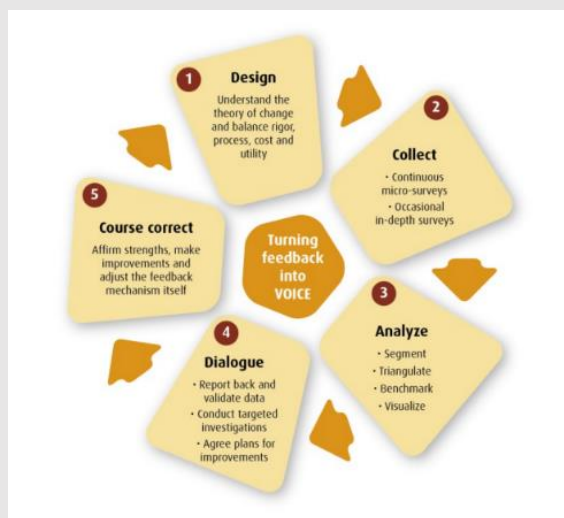 1
Design
Understand the
theory of change
and balance rigor,
process, cost and
utility
2
Collect
• Continuous
micro-surveys
• Occasional
in-depth surveys
3
Analyze
• Segment
• Triangulate
• Benchmark
• Visualize
4
Dialogue
• Report back and
validate data
• Conduct targeted
investigations
• Agree plans for
improvements
5
Course correct
Affirm strengths, make
improvements and
adjust the feedback
mechanism itself
Turning
feedback
into
VOICE